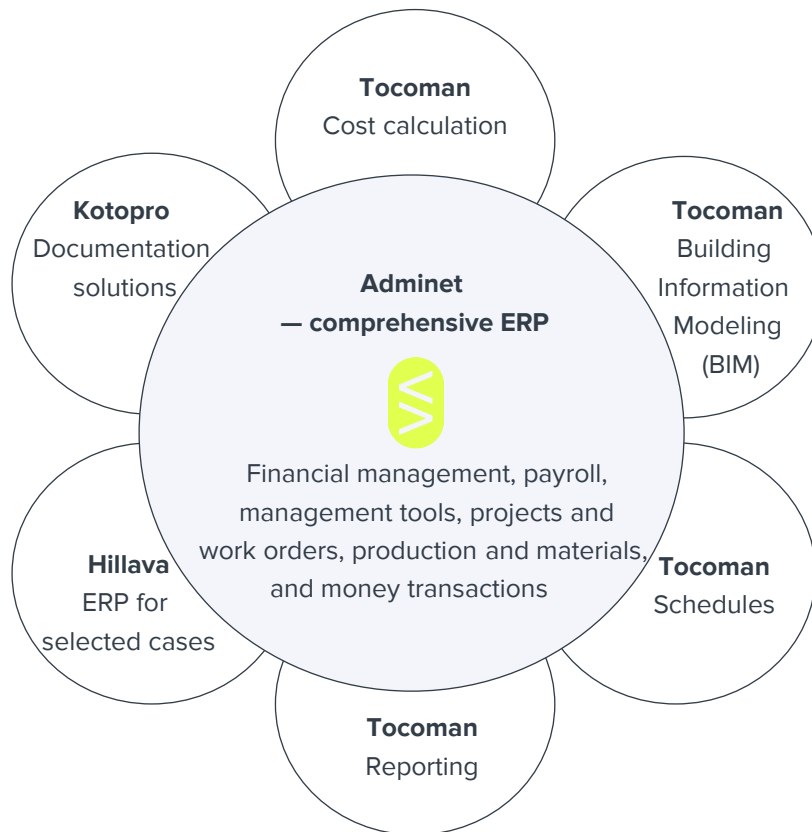 Tocoman
Cost calculation
Kotopro
Documentation
solutions
Tocoman
Building
Information
Modeling
(BIM)
Adminet
— comprehensive ERP
Financial management, payroll,
management tools, projects and
work orders, production and materials,
and money transactions
Hillava
ERP for
selected cases
Tocoman
Schedules
Tocoman
Reporting